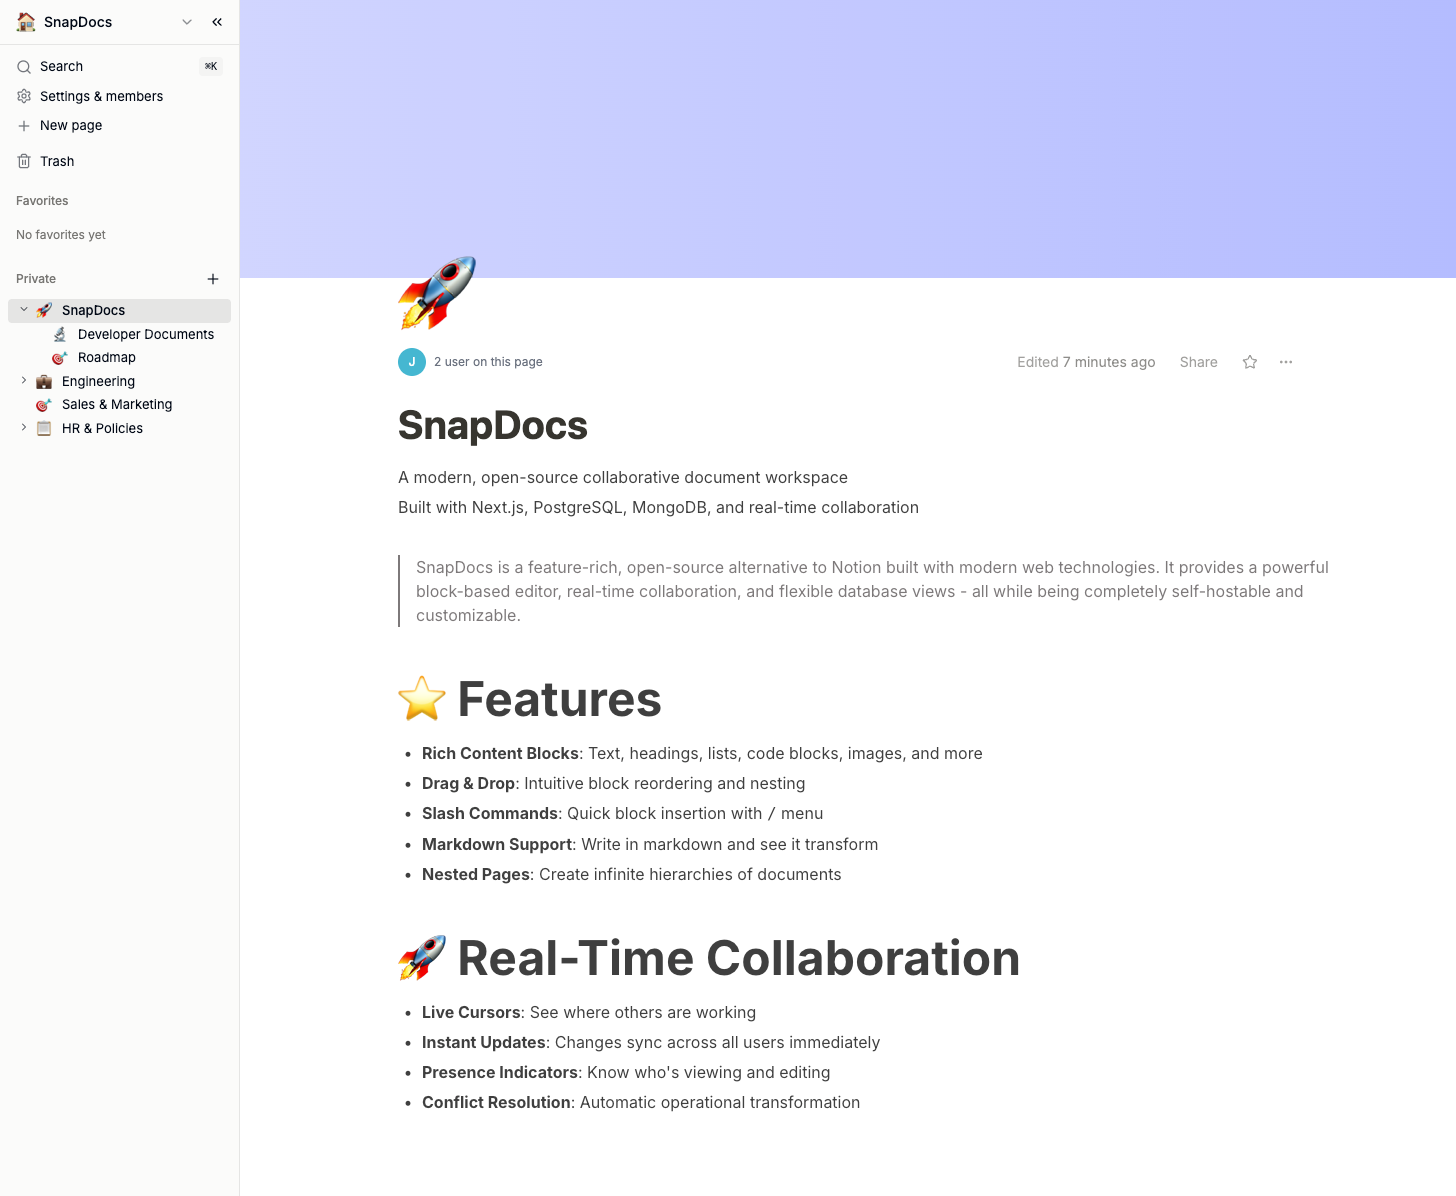 SnapDocs
Search
⌘K
Settings & members
New page
Trash
Favorites
No favorites yet
Private
SnapDocs
Developer Documents
Roadmap
Engineering
Sales & Marketing
HR & Policies
J
2 user on this page
Edited 7 minutes ago
Share
SnapDocs
A modern, open-source collaborative document workspace
Built with Next.js, PostgreSQL, MongoDB, and real-time collaboration
SnapDocs is a feature-rich, open-source alternative to Notion built with modern web technologies. It provides a powerful
block-based editor, real-time collaboration, and flexible database views - all while being completely self-hostable and
customizable.
⭐ Features
• Rich Content Blocks: Text, headings, lists, code blocks, images, and more
• Drag & Drop: Intuitive block reordering and nesting
• Slash Commands: Quick block insertion with / menu
• Markdown Support: Write in markdown and see it transform
• Nested Pages: Create infinite hierarchies of documents
🚀 Real-Time Collaboration
• Live Cursors: See where others are working
• Instant Updates: Changes sync across all users immediately
• Presence Indicators: Know who's viewing and editing
• Conflict Resolution: Automatic operational transformation